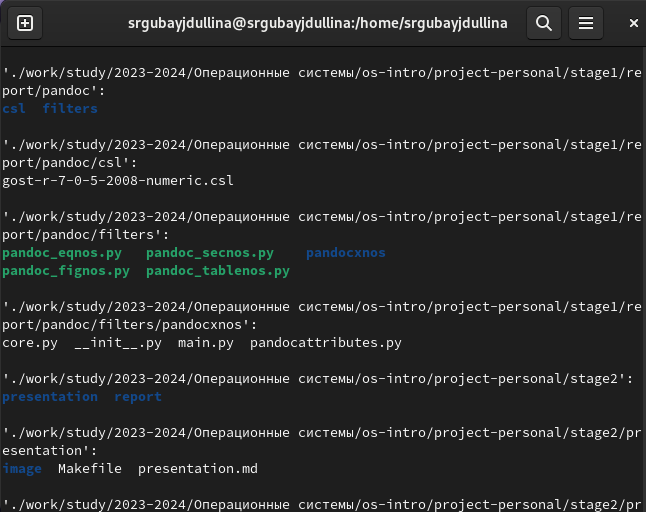 srgubayjdullina@srgubayjdullina:/home/srgubayjdullina
'./work/study/2023-2024/Операционные системы/os-intro/project-personal/stage1/re
port/pandoc':
csl  filters
'./work/study/2023-2024/Операционные системы/os-intro/project-personal/stage1/re
port/pandoc/csl':
gost-r-7-0-5-2008-numeric.csl
'./work/study/2023-2024/Операционные системы/os-intro/project-personal/stage1/re
port/pandoc/filters':
pandoc_eqnos.py   pandoc_secnos.py    pandocxnos
pandoc_fignos.py  pandoc_tablenos.py
'./work/study/2023-2024/Операционные системы/os-intro/project-personal/stage1/re
port/pandoc/filters/pandocxnos':
core.py  __init__.py  main.py  pandocattributes.py
'./work/study/2023-2024/Операционные системы/os-intro/project-personal/stage2':
presentation  report
'./work/study/2023-2024/Операционные системы/os-intro/project-personal/stage2/pr
esentation':
image  Makefile  presentation.md
'./work/study/2023-2024/Операционные системы/os-intro/project-personal/stage2/pr